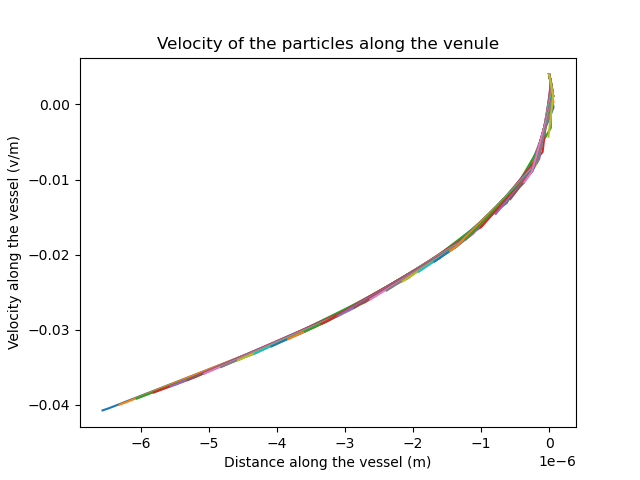 Velocity of the particles along the venule
Velocity along the vessel (v/m)
0.00
−0.01
−0.02
−0.03
−0.04
−6 −5 −4 −3 −2 −1 0
1e−6
Distance along the vessel (m)